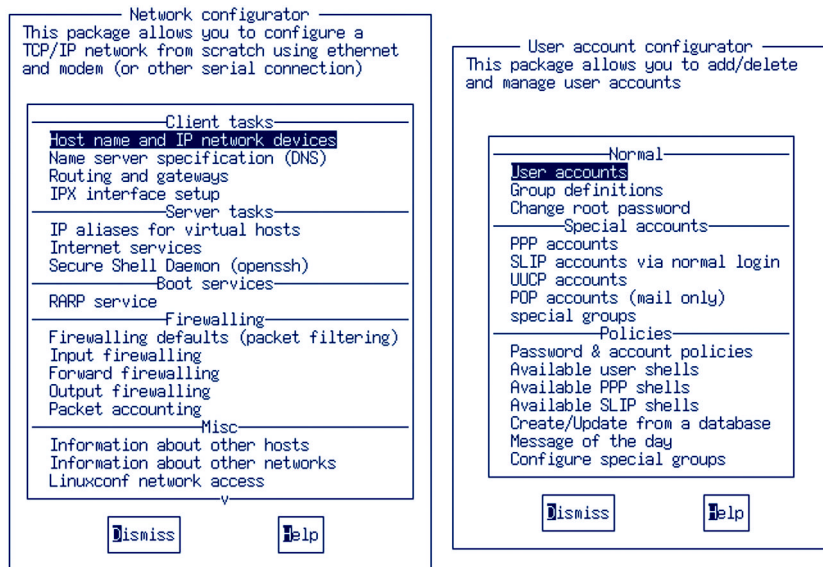 Network configurator
This package allows you to configure a
TCP/IP network from scratch using ethernet
and modem (or other serial connection)
Client tasks
Host name and IP network devices
Name server specification (DNS)
Routing and gateways
IPX interface setup
Server tasks
IP aliases for virtual hosts
Internet services
Secure Shell Daemon (openssh)
Boot services
RARP service
Firewalling
Firewalling defaults (packet filtering)
Input firewalling
Forward firewalling
Output firewalling
Packet accounting
Misc
Information about other hosts
Information about other networks
Linuxconf network access
v
Dismiss
Help
User account configurator
This package allows you to add/delete
and manage user accounts
Normal
User accounts
Group definitions
Change root password
Special accounts
PPP accounts
SLIP accounts via normal login
UUCP accounts
POP accounts (mail only)
special groups
Policies
Password & account policies
Available user shells
Available PPP shells
Available SLIP shells
Create/Update from a database
Message of the day
Configure special groups
Dismiss
Help